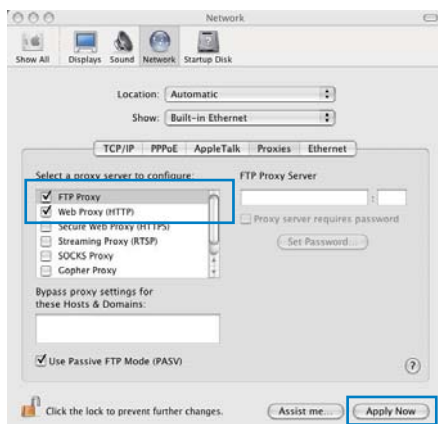 Network
Show All Displays Sound Network Startup Disk
Location: Automatic
Show: Built-in Ethernet
TCP/IP PPPoE AppleTalk Proxies Ethernet
Select a proxy server to configure: FTP Proxy Server
FTP Proxy
:
Web Proxy (HTTP)
Secure Web Proxy (HTTPS) Proxy server requires password
Streaming Proxy (RTSP) Set Password...
SOCKS Proxy
Gopher Proxy
Bypass proxy settings for
these Hosts & Domains:
Use Passive FTP Mode (PASV)
?
Click the lock to prevent further changes. Assist me... Apply Now